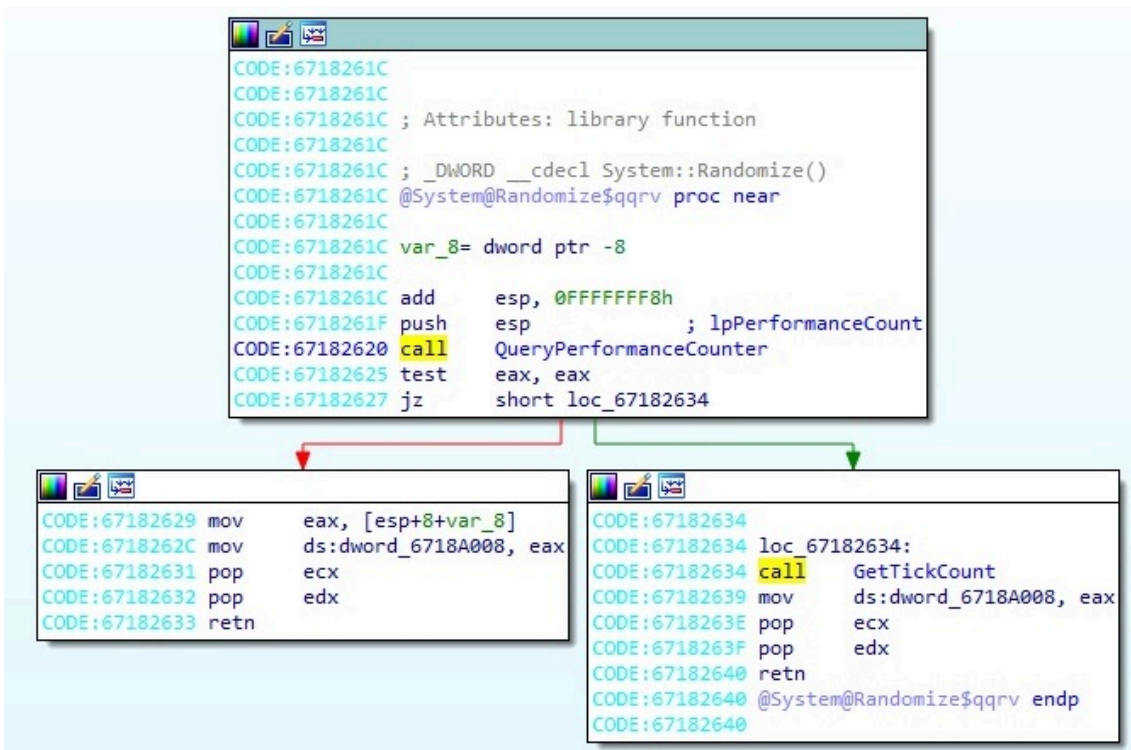 CODE:6718261C
CODE:6718261C
CODE:6718261C ; Attributes: library function
CODE:6718261C
CODE:6718261C ; _DWORD __cdecl System::Randomize()
CODE:6718261C @System@Randomize$qqrv proc near
CODE:6718261C
CODE:6718261C var_8= dword ptr -8
CODE:6718261C
CODE:6718261C add esp, 0FFFFFFF8h
CODE:6718261F push esp ; lpPerformanceCount
CODE:67182620 call QueryPerformanceCounter
CODE:67182625 test eax, eax
CODE:67182627 jz short loc_67182634
CODE:67182629 mov eax, [esp+8+var_8]
CODE:6718262C mov ds:dword_6718A008, eax
CODE:67182631 pop ecx
CODE:67182632 pop edx
CODE:67182633 retn
CODE:67182634
CODE:67182634 loc_67182634:
CODE:67182634 call GetTickCount
CODE:67182639 mov ds:dword_6718A008, eax
CODE:6718263E pop ecx
CODE:6718263F pop edx
CODE:67182640 retn
CODE:67182640 @System@Randomize$qqrv endp
CODE:67182640